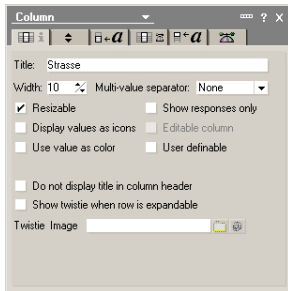 Column
? X
i a 2 a
Title: Strasse
Width: 10 Multi-value separator: None
Resizable Show responses only
Display values as icons Editable column
Use value as color User definable
Do not display title in column header
Show twistie when row is expandable
Twistie Image